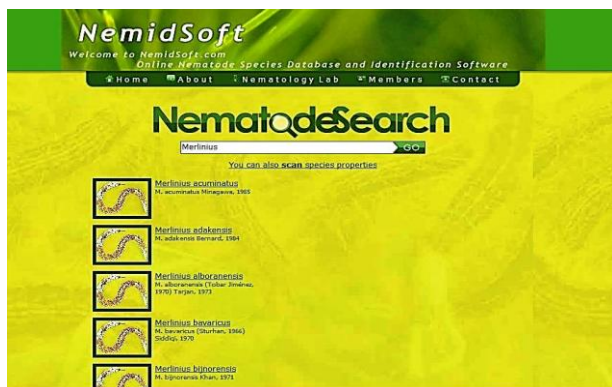 NemidSoft
Welcome to NemidSoft.com
Online Nematode Species Database and Identification Software
Home About Nematology Lab Members Contact
NematodeSearch
Merlinius GO
You can also scan species properties
Merlinius acuminatus
M. acuminatus Minagawa, 1985
Merlinius adakensis
M. adakensis Bernard, 1984
Merlinius alboranensis
M. alboranensis (Tobar Jiménez,
1970) Tarjan, 1973
Merlinius bavaricus
M. bavaricus (Sturhan, 1966)
Siddiqi, 1970
Merlinius bijnorensis
M. bijnorensis Khan, 1971